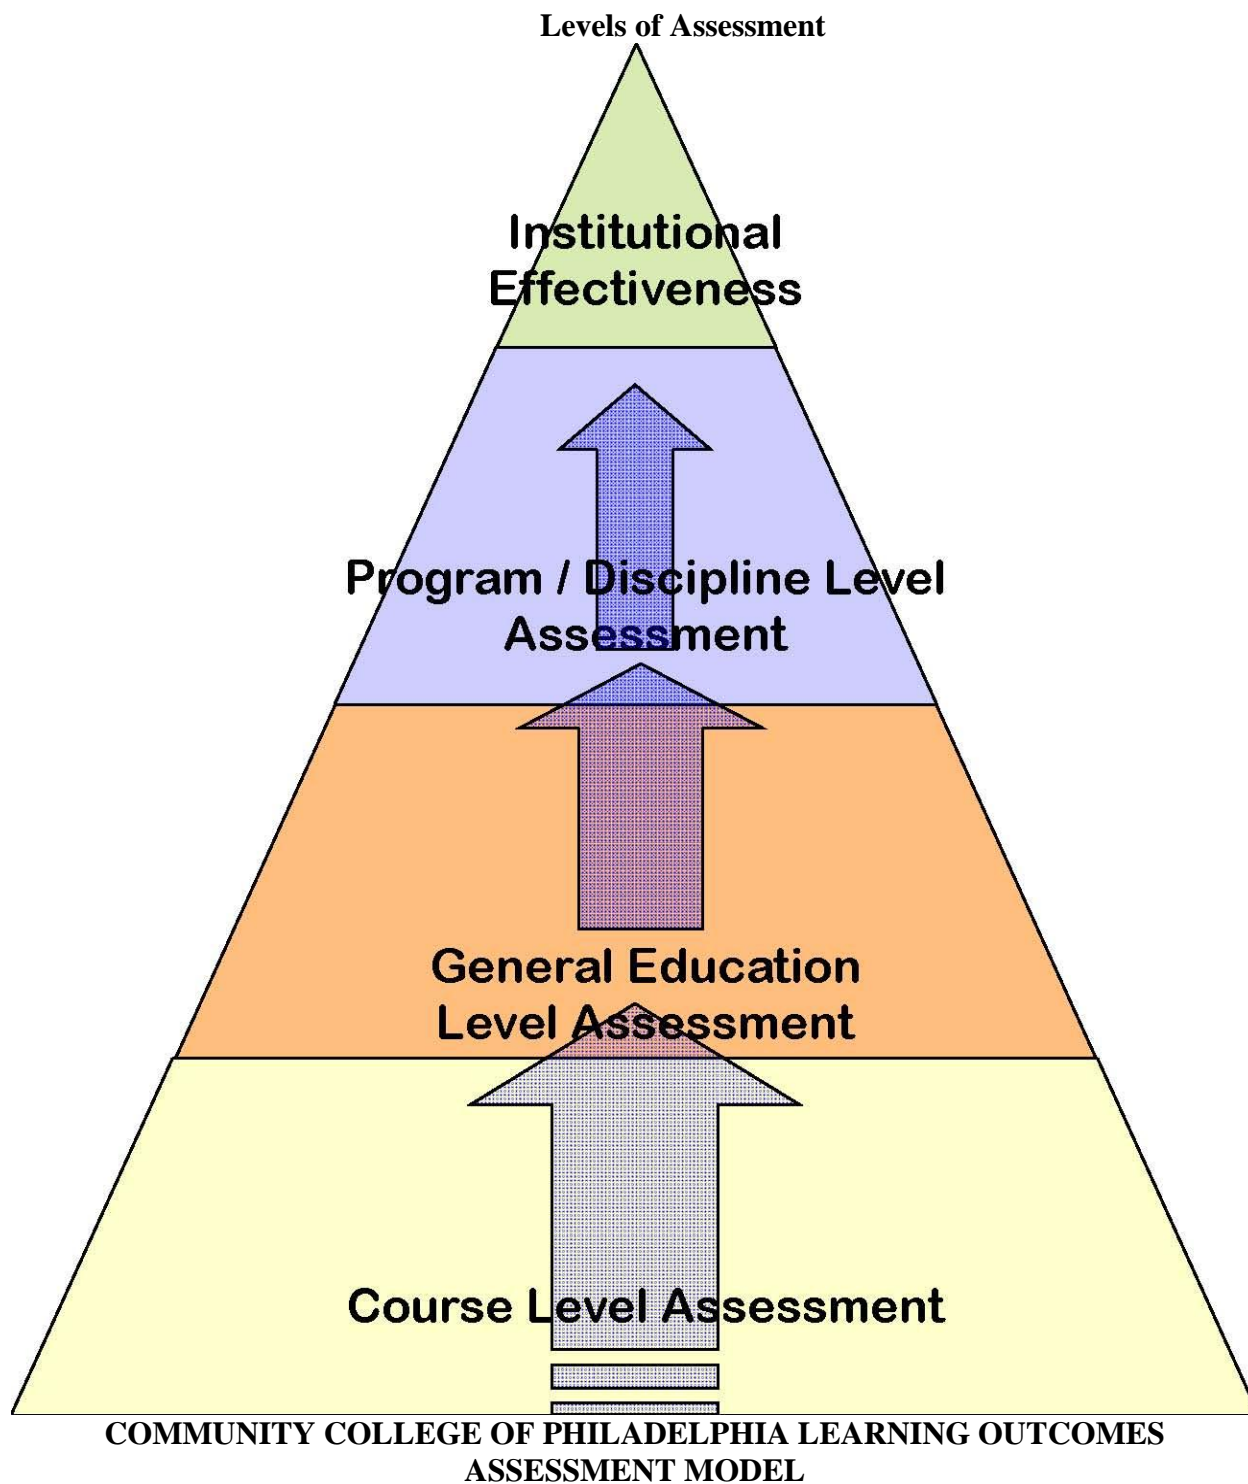 Levels of Assessment
Institutional
Effectiveness
Program / Discipline Level
Assessment
General Education
Level Assessment
Course Level Assessment
COMMUNITY COLLEGE OF PHILADELPHIA LEARNING OUTCOMES
ASSESSMENT MODEL